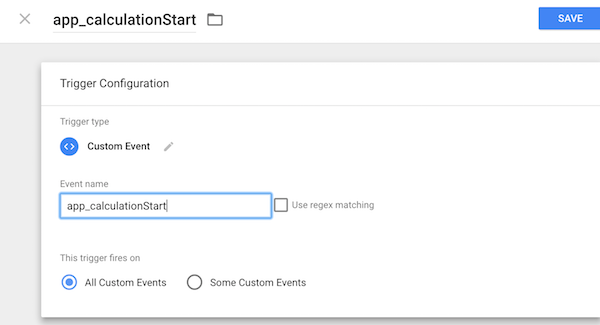 app_calculationStart
SAVE
Trigger Configuration
Trigger type
Custom Event
Event name
app_calculationStart
Use regex matching
This trigger fires on
All Custom Events
Some Custom Events